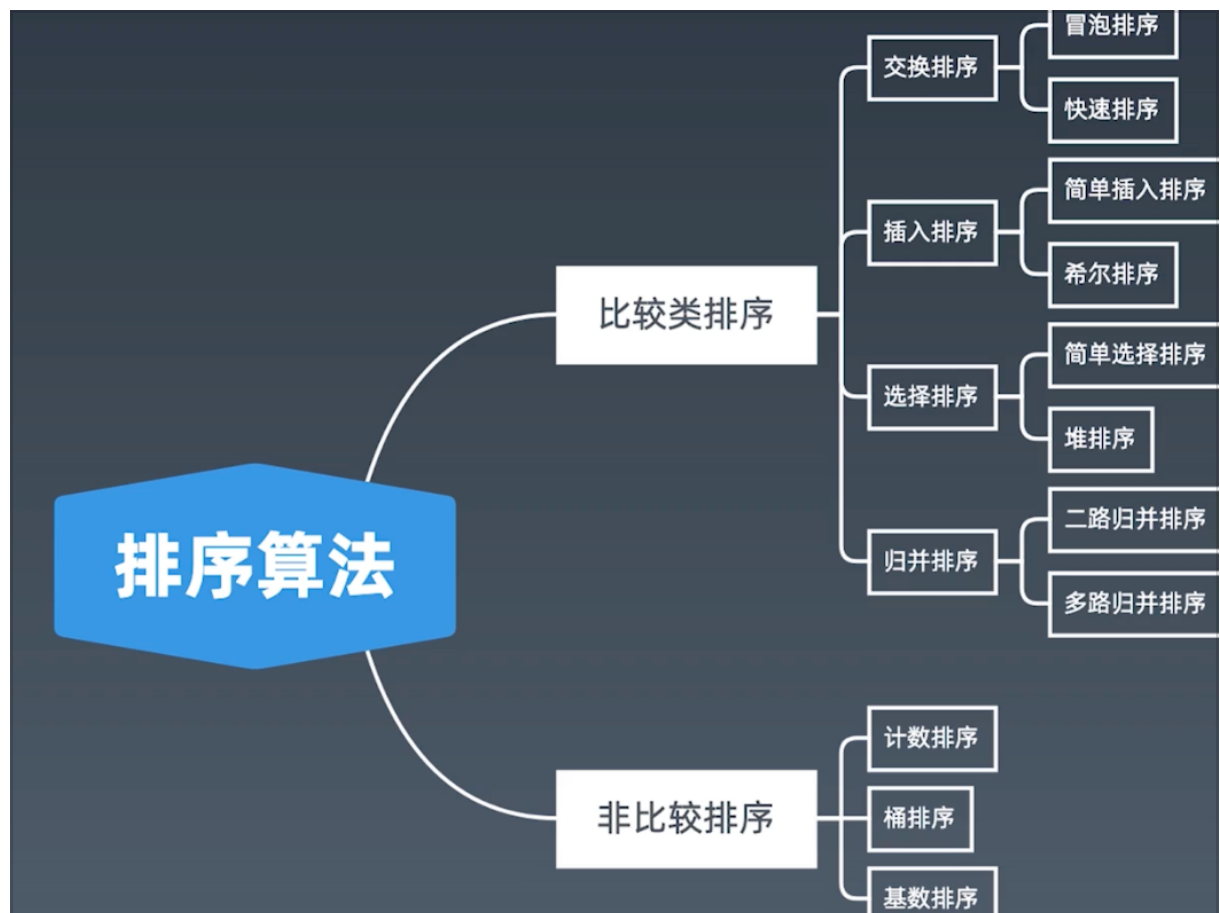 排序算法
比较类排序
交换排序
冒泡排序
快速排序
插入排序
简单插入排序
希尔排序
选择排序
简单选择排序
堆排序
归并排序
二路归并排序
多路归并排序
非比较排序
计数排序
桶排序
基数排序